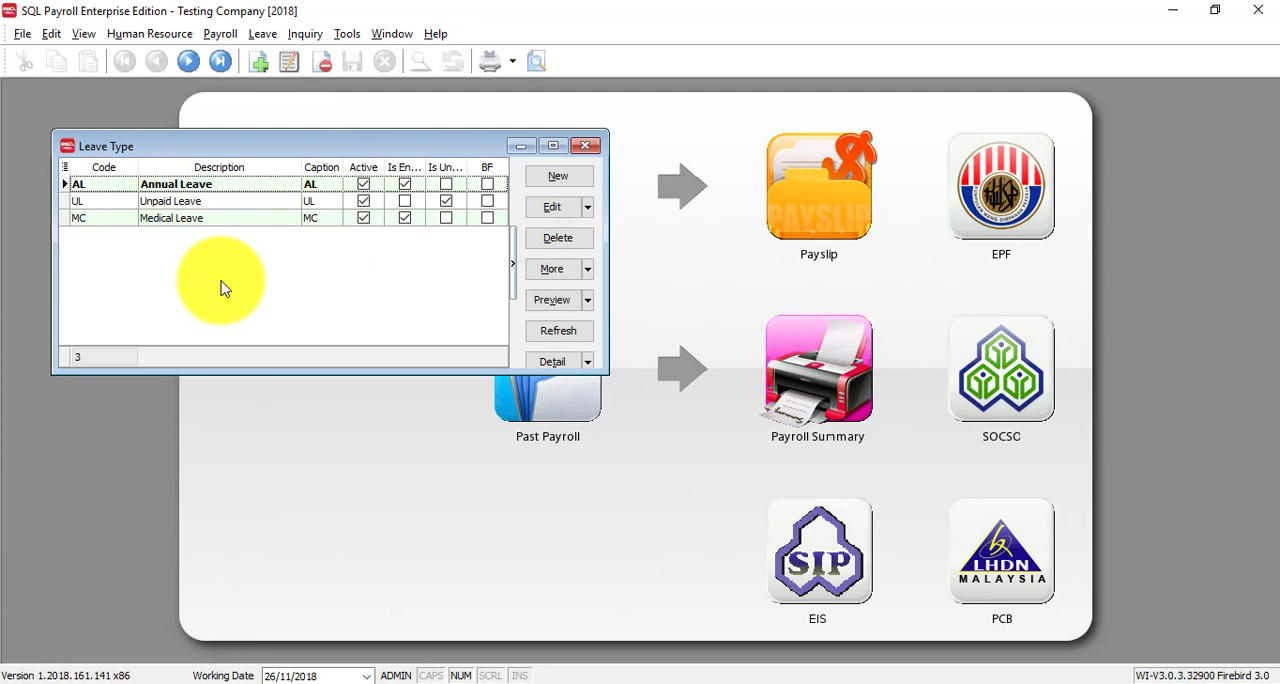 SQL Payroll Enterprise Edition - Testing Company [2018]
File Edit View Human Resource Payroll Leave Inquiry Tools Window Help
Leave Type
Code Description Caption Active Is En... Is Un... BF
AL Annual Leave AL
UL Unpaid Leave UL
MC Medical Leave MC
3
New
Edit
Delete
More
Preview
Refresh
Detail
PAYSLIP
Payslip
EPF
Past Payroll
Payroll Summary
SOCSO
SIP
EIS
LHDN
MALAYSIA
PCB
Version 1.2018.161.141 x86 Working Date 26/11/2018 ADMIN CAPS NUM SCRL INS WI-V3.0.3.32900 Firebird 3.0